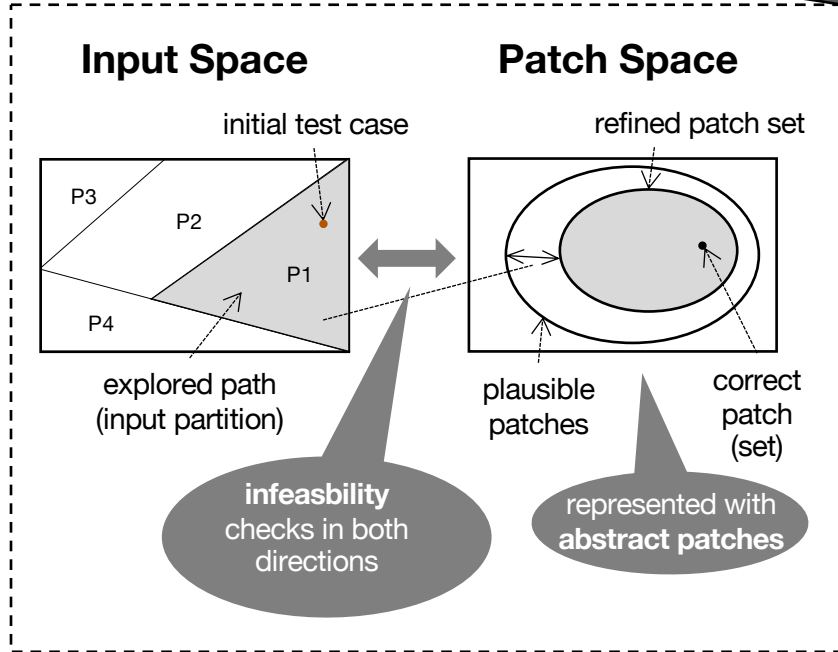 Input Space
Patch Space
initial test case
refined patch set
P3
P2
P1
P4
explored path
(input partition)
plausible
patches
correct
patch
(set)
infeasbility
checks in both
directions
represented with
abstract patches